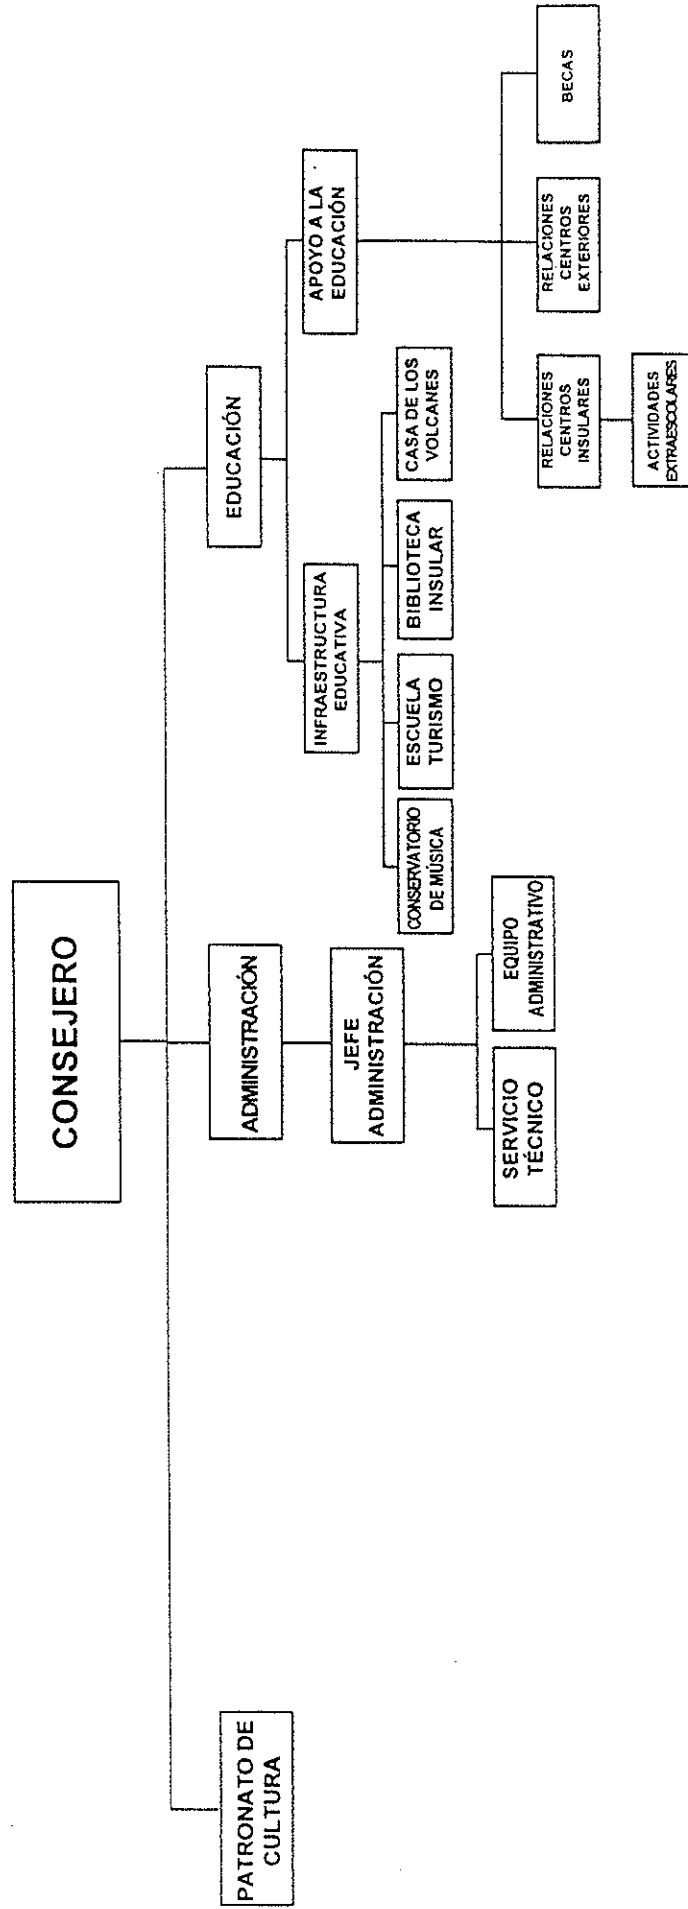 CONSEJERO
PATRONATO DE
CULTURA
ADMINISTRACIÓN
JEFE
ADMINISTRACIÓN
SERVICIO
TÉCNICO
EQUIPO
ADMINISTRATIVO
EDUCACIÓN
INFRAESTRUCTURA
EDUCATIVA
CONSERVATORIO
DE MÚSICA
ESCUELA
TURISMO
BIBLIOTECA
INSULAR
CASA DE LOS
VOLCANES
APOYO A LA
EDUCACIÓN
RELACIONES
CENTROS
INSULARES
ACTIVIDADES
EXTRAESCOLARES
RELACIONES
CENTROS
EXTERIORES
BECAS